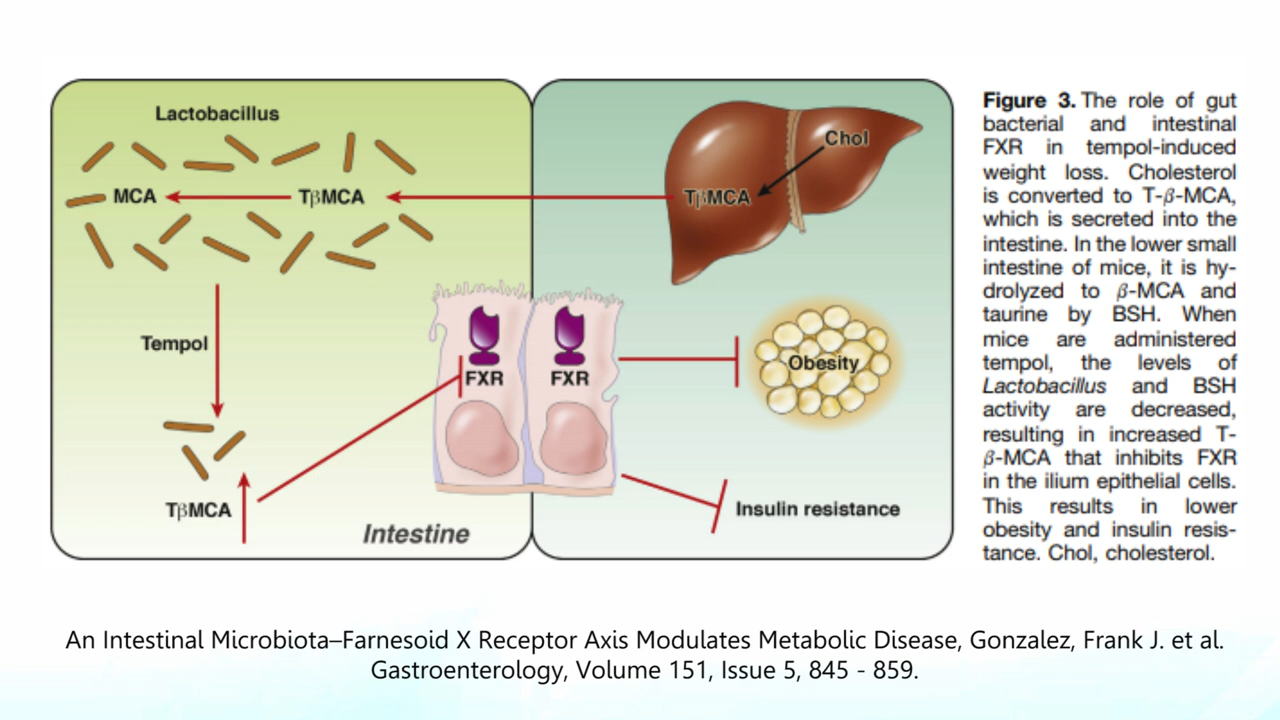 Lactobacillus
MCA
TβMCA
TβMCA
Chol
Tempol
TβMCA
FXR
FXR
Obesity
Insulin resistance
Intestine
Figure 3. The role of gut
bacterial and intestinal
FXR in tempol-induced
weight loss. Cholesterol
is converted to T-β-MCA,
which is secreted into the
intestine. In the lower small
intestine of mice, it is hy-
drolyzed to β-MCA and
taurine by BSH. When
mice are administered
tempol, the levels of
Lactobacillus and BSH
activity are decreased,
resulting in increased T-
β-MCA that inhibits FXR
in the ilium epithelial cells.
This results in lower
obesity and insulin resis-
tance. Chol, cholesterol.
An Intestinal Microbiota–Farnesoid X Receptor Axis Modulates Metabolic Disease, Gonzalez, Frank J. et al.
Gastroenterology, Volume 151, Issue 5, 845 - 859.